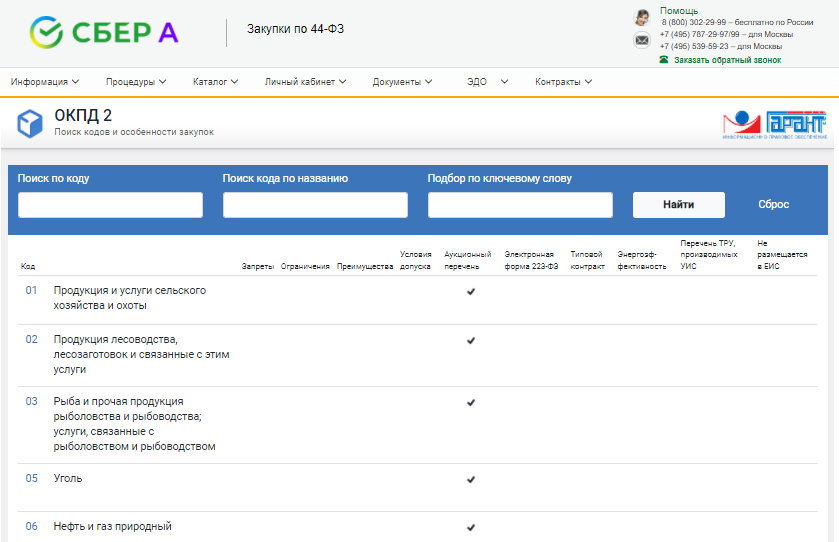 СБЕР А
Закупки по 44-ФЗ
Помощь
8 (800) 302-29-99 – бесплатно по России
+7 (495) 787-29-97/99 – для Москвы
+7 (495) 539-59-23 – для Москвы
Заказать обратный звонок
Информация
Процедуры
Каталог
Личный кабинет
Документы
ЭДО
Контракты
ОКПД 2
Поиск кодов и особенности закупок
ГАРАНТ
ИНФОРМАЦИОННО-ПРАВОВОЕ ОБЕСПЕЧЕНИЕ
Поиск по коду
Поиск кода по названию
Подбор по ключевому слову
Найти
Сброс
Код
Запреты
Ограничения
Преимущества
Условия
допуска
Аукционный
перечень
Электронная
форма 223-ФЗ
Типовой
контракт
Энергоэф-
фективность
Перечень ТРУ,
производимых
УИС
Не
размещается
в ЕИС
01 Продукция и услуги сельского
хозяйства и охоты
02 Продукция лесоводства,
лесозаготовок и связанные с этим
услуги
03 Рыба и прочая продукция
рыболовства и рыбоводства;
услуги, связанные с
рыболовством и рыбоводством
05 Уголь
06 Нефть и газ природный